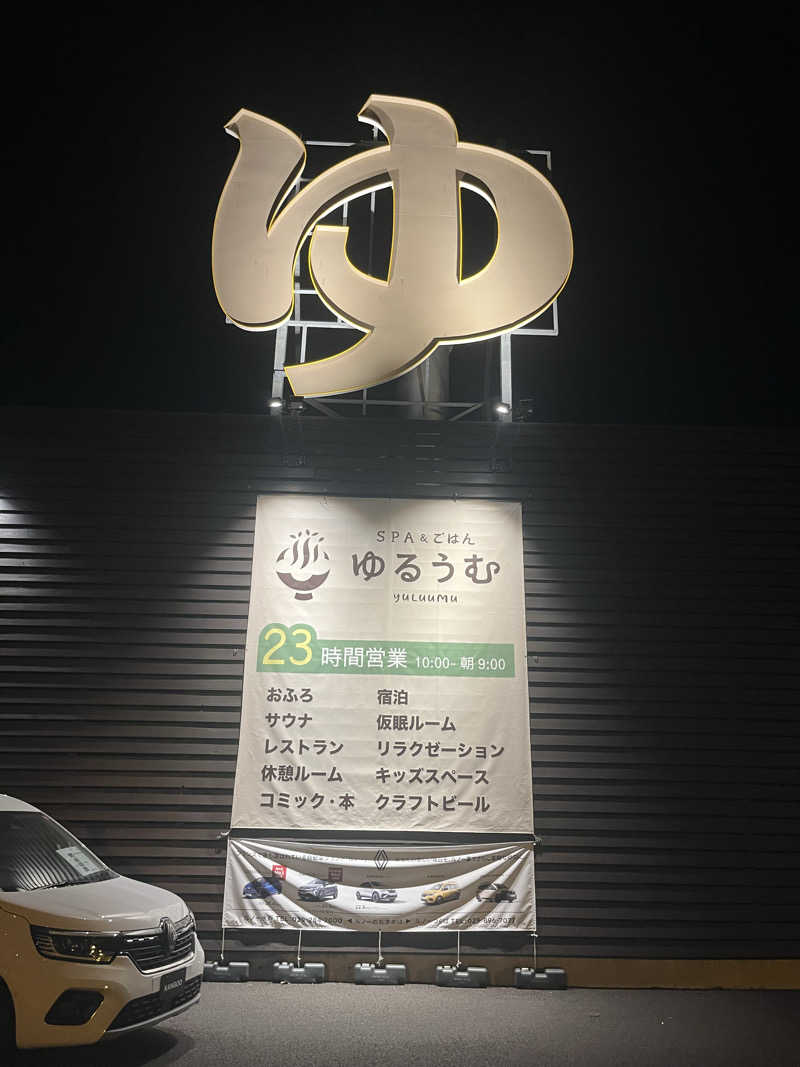 ゆ
SPA&ごはん
ゆるうむ
YULUUMU
23時間営業 10:00-朝9:00
おふろ
宿泊
サウナ
仮眠ルーム
レストラン
リラクゼーション
休憩ルーム
キッズスペース
コミック・本
クラフトビール
KANGOO